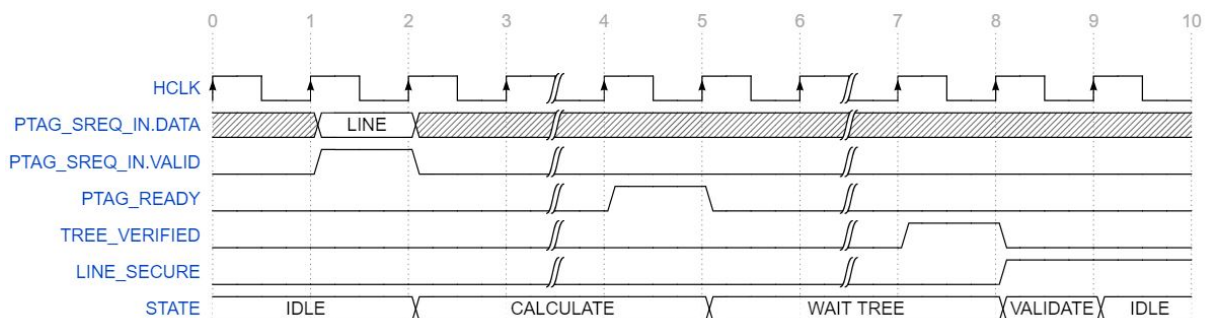 0 1 2 3 4 5 6 7 8 9 10
HCLK
PTAG_SREQ_IN.DATA LINE
PTAG_SREQ_IN.VALID
PTAG_READY
TREE_VERIFIED
LINE_SECURE
STATE IDLE CALCULATE WAIT TREE VALIDATE IDLE